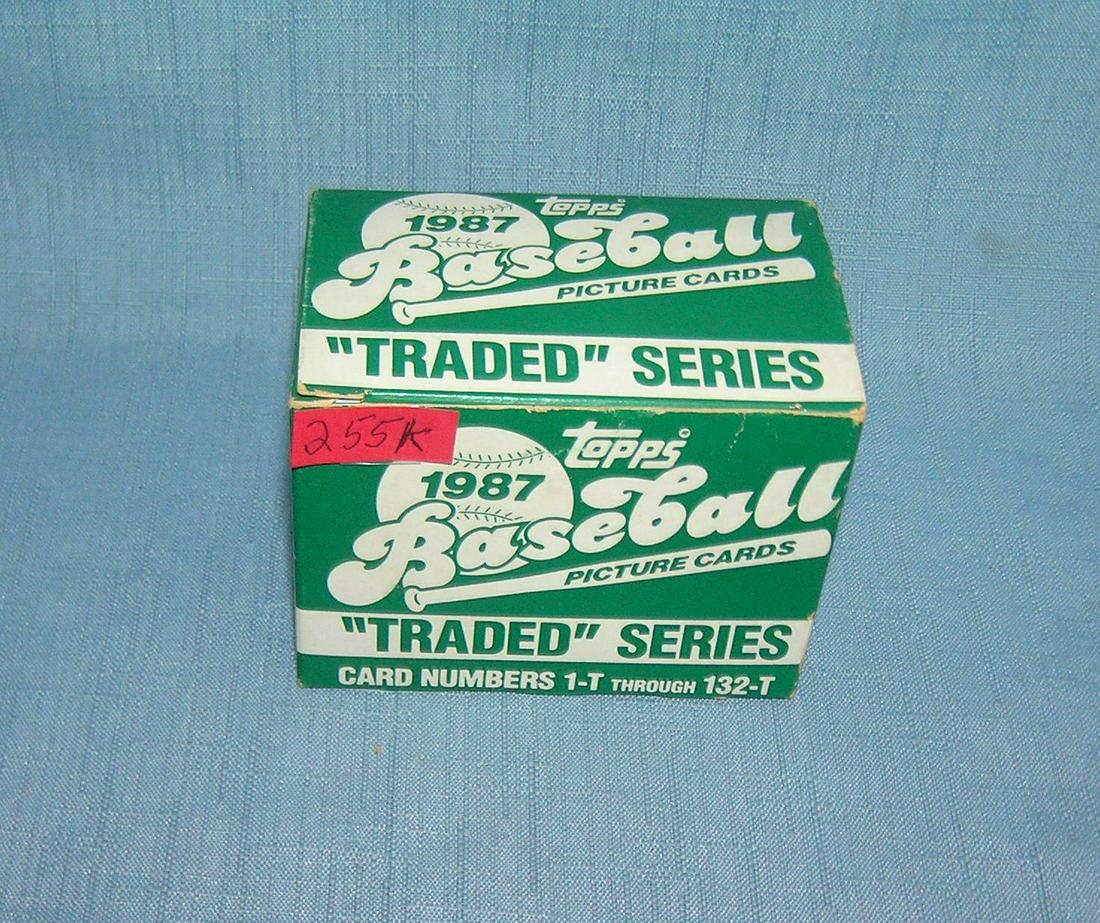 topps®
1987
Baseball
PICTURE CARDS
"TRADED" SERIES
255K
topps®
1987
Baseball
PICTURE CARDS
"TRADED" SERIES
CARD NUMBERS 1-T THROUGH 132-T